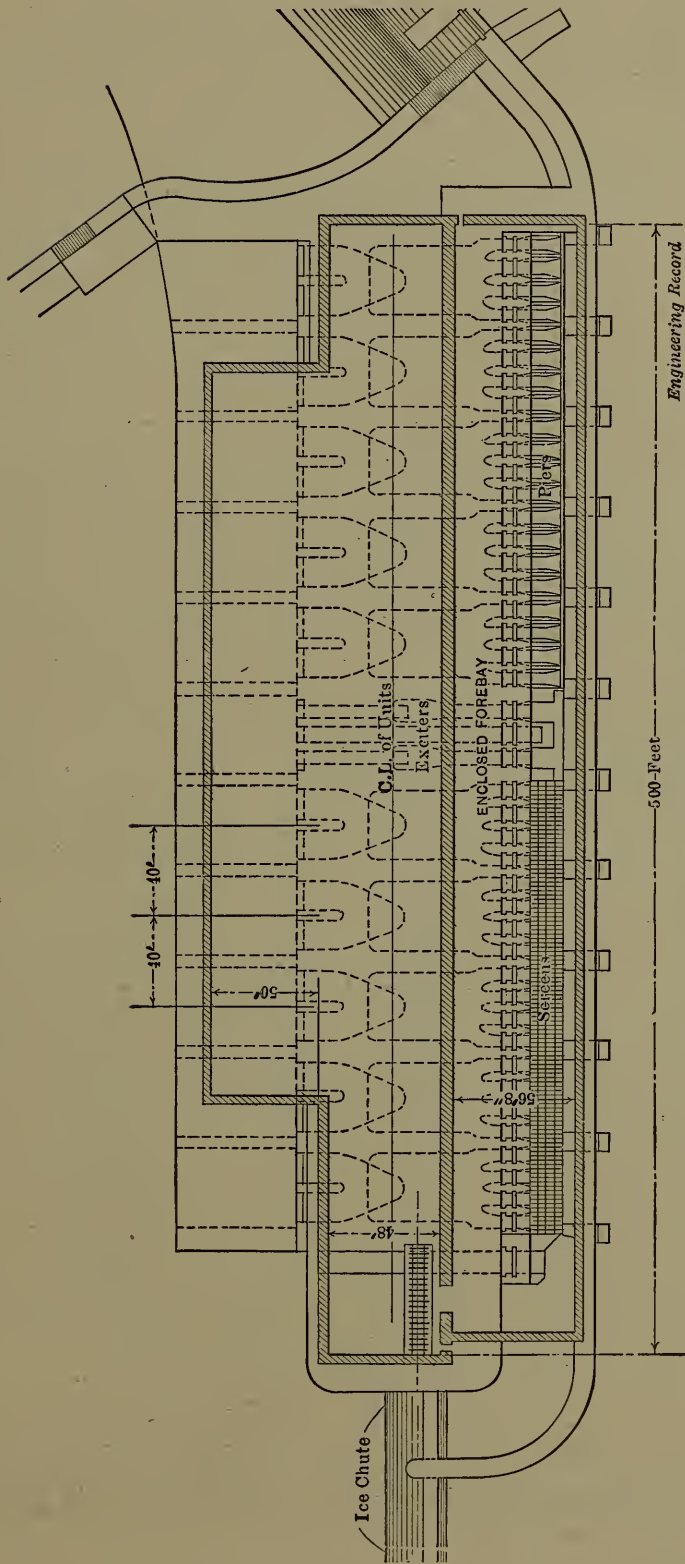 Ice Chute
40'
40'
50'
48'
C.L. of Units
Exciters
ENCLOSED FOREBAY
56'8"
Screens
Piers
500-Feet
Engineering Record